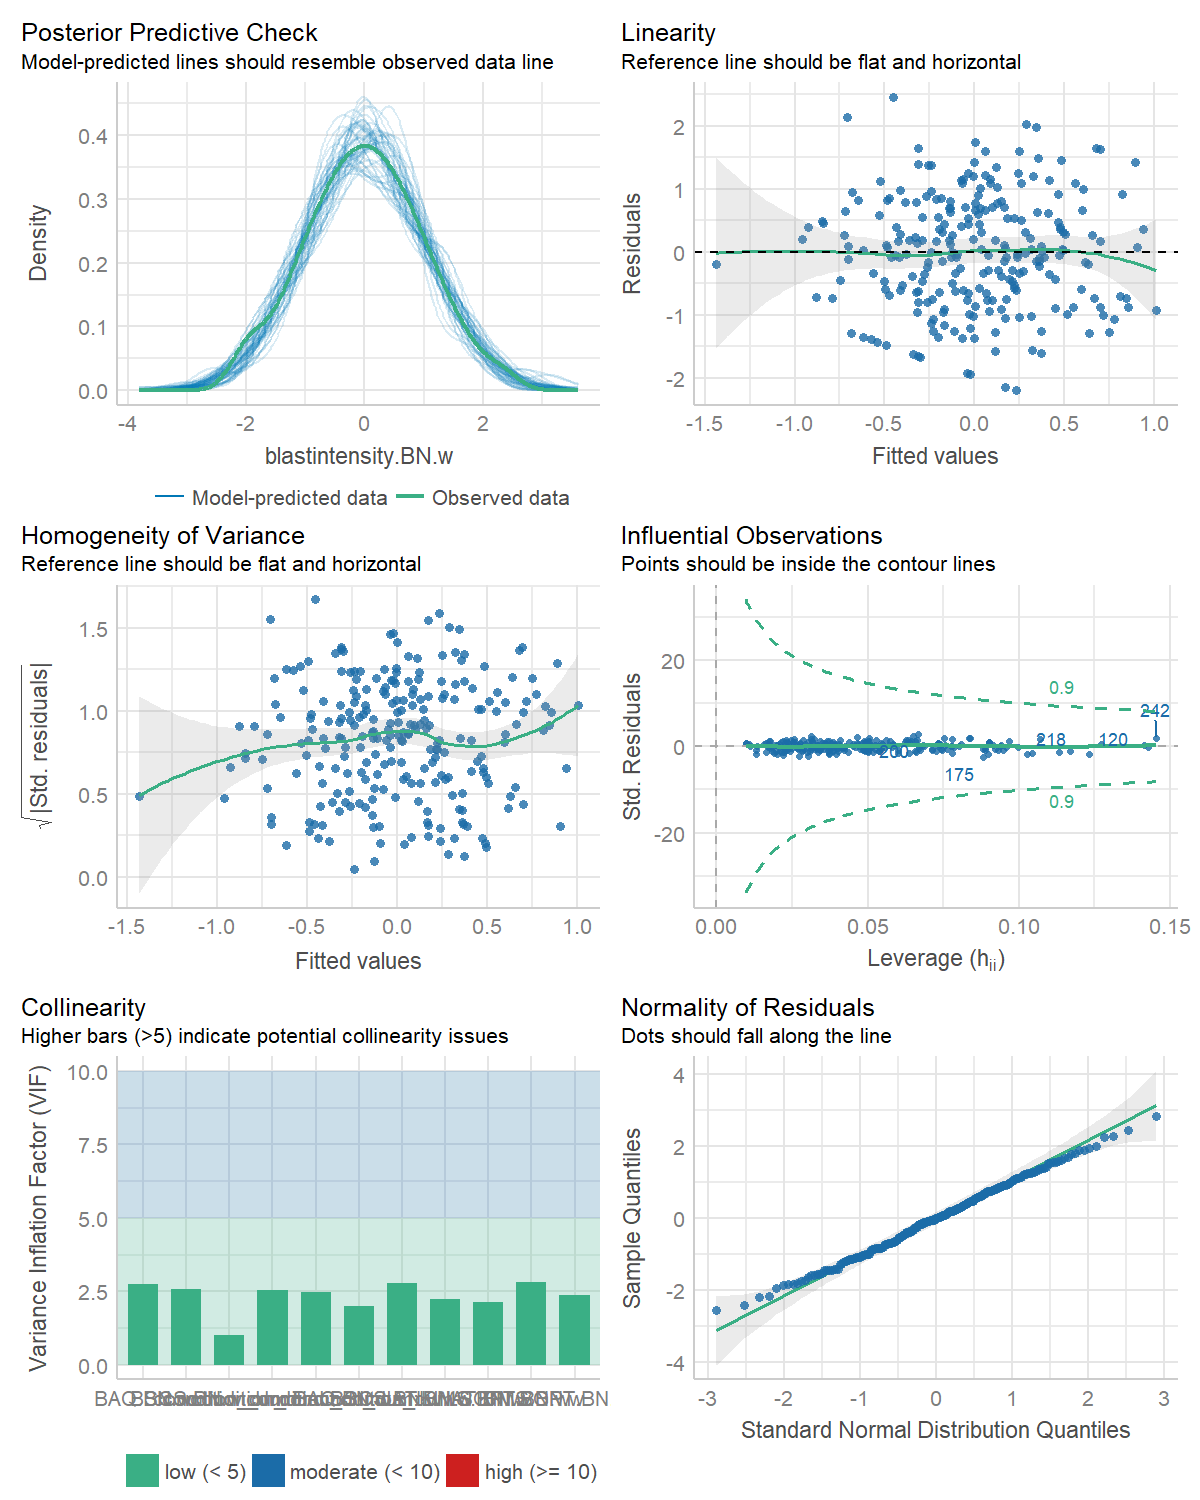 Posterior Predictive Check
Model-predicted lines should resemble observed data line
Density
0.4
0.3
0.2
0.1
0.0
-4
-2
0
2
blastintensity.BN.w
Model-predicted data
Observed data
Linearity
Reference line should be flat and horizontal
Residuals
2
1
0
-1
-2
-1.5
-1.0
-0.5
0.0
0.5
1.0
Fitted values
Homogeneity of Variance
Reference line should be flat and horizontal
√|Std. residuals|
1.5
1.0
0.5
0.0
-1.5
-1.0
-0.5
0.0
0.5
1.0
Fitted values
Influential Observations
Points should be inside the contour lines
Std. Residuals
20
0
-20
0.9
242
218
120
200
175
0.9
0.00
0.05
0.10
0.15
Leverage (hii)
Collinearity
Higher bars (>5) indicate potential collinearity issues
Variance Inflation Factor (VIF)
10.0
7.5
5.0
2.5
0.0
low (< 5)
moderate (< 10)
high (>= 10)
Normality of Residuals
Dots should fall along the line
Sample Quantiles
4
2
0
-2
-4
-3
-2
-1
0
1
2
3
Standard Normal Distribution Quantiles